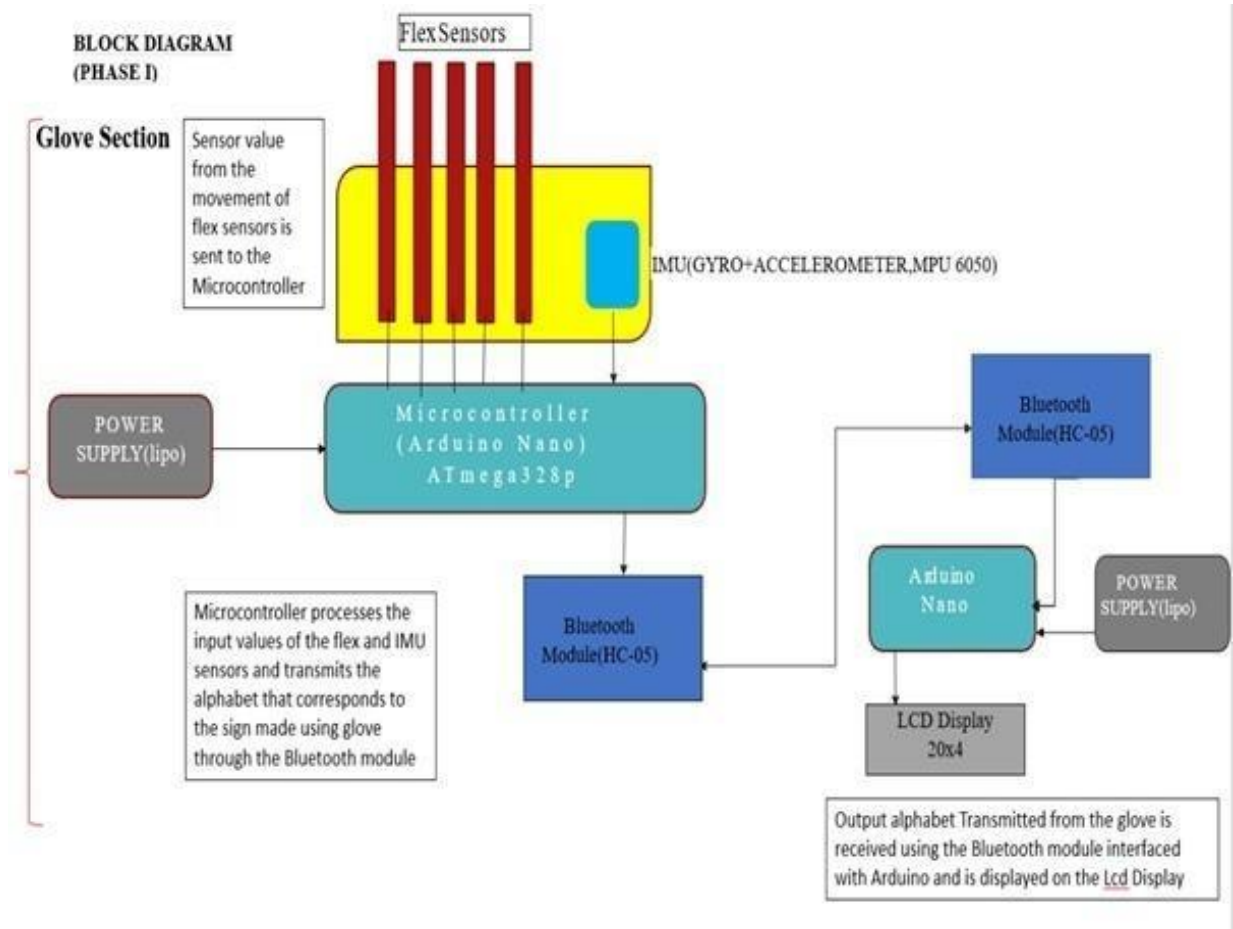 BLOCK DIAGRAM
(PHASE I)
FlexSensors
Glove Section
Sensor value
from the
movement of
flex sensors is
sent to the
Microcontroller
IMU(GYRO+ACCELEROMETER,MPU 6050)
POWER
SUPPLY(lipo)
Microcontroller
(Arduino Nano)
ATmega328p
Bluetooth
Module(HC-05)
Arduino
Nano
POWER
SUPPLY(lipo)
Microcontroller processes the
input values of the flex and IMU
sensors and transmits the
alphabet that corresponds to
the sign made using glove
through the Bluetooth module
Bluetooth
Module(HC-05)
LCD Display
20x4
Output alphabet Transmitted from the glove is
received using the Bluetooth module interfaced
with Arduino and is displayed on the Lcd Display